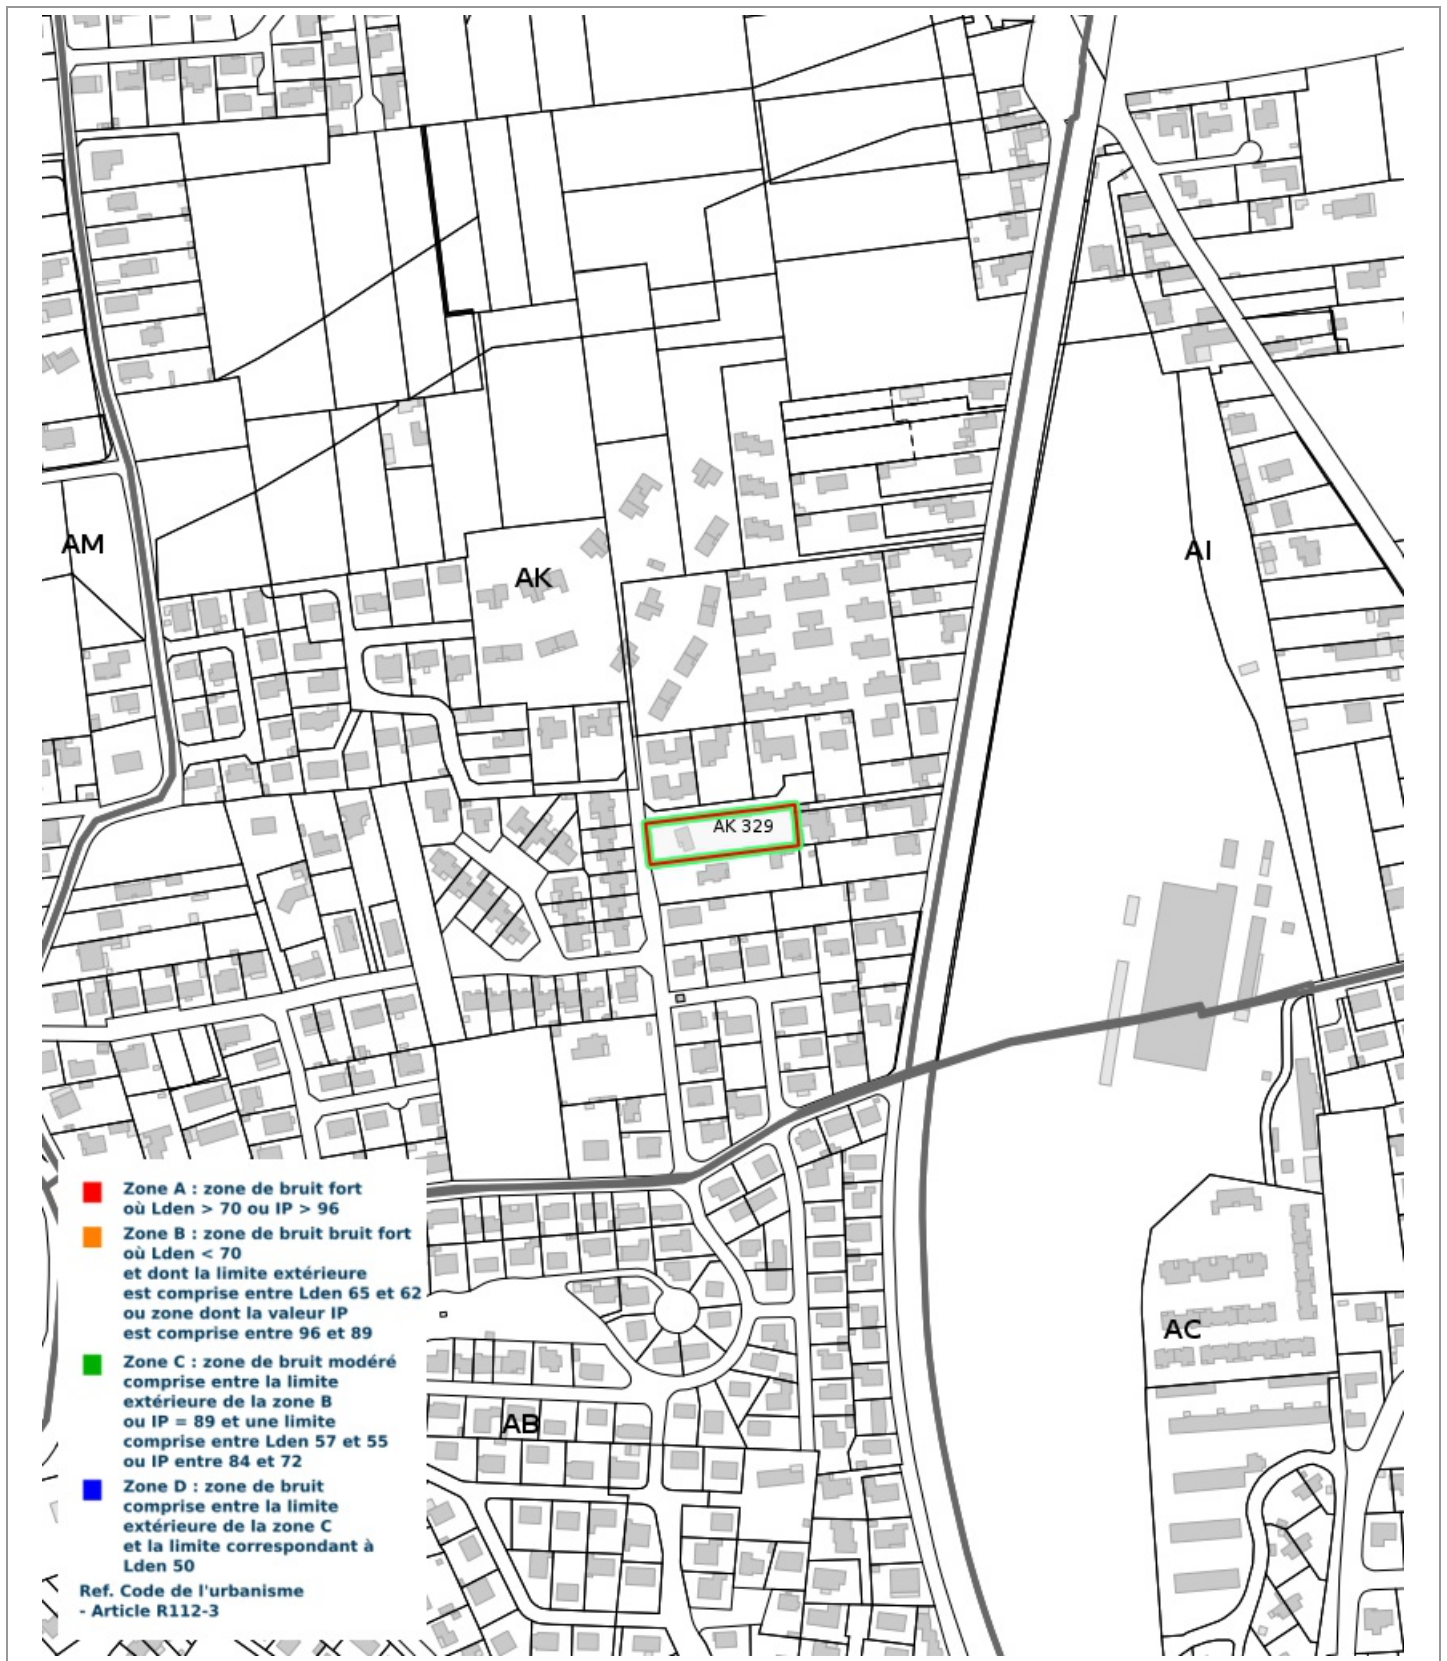 AM
AK
AI
AK 329
Zone A : zone de bruit fort
où Lden > 70 ou IP > 96
Zone B : zone de bruit bruit fort
où Lden < 70
et dont la limite extérieure
est comprise entre Lden 65 et 62
ou zone dont la valeur IP
est comprise entre 96 et 89
Zone C : zone de bruit modéré
comprise entre la limite
extérieure de la zone B
ou IP = 89 et une limite
comprise entre Lden 57 et 55
ou IP entre 84 et 72
Zone D : zone de bruit
comprise entre la limite
extérieure de la zone C
et la limite correspondant à
Lden 50
Ref. Code de l'urbanisme
- Article R112-3
AC
AB